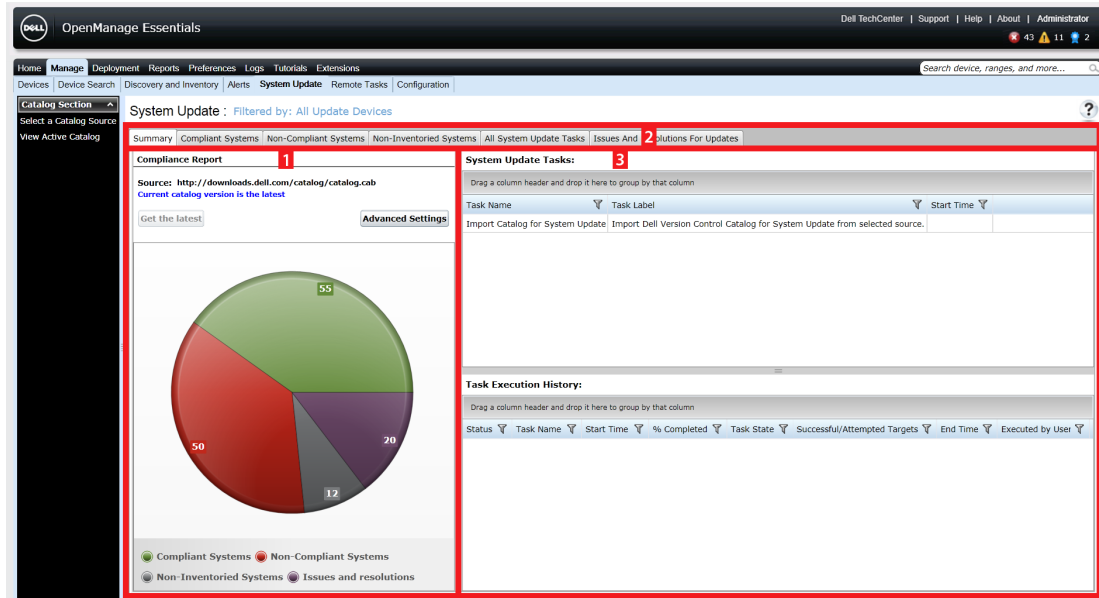 DELL OpenManage Essentials
Dell TechCenter | Support | Help | About | Administrator
43 11 2
Home Manage Deployment Reports Preferences Logs Tutorials Extensions
Search device, ranges, and more...
Devices Device Search Discovery and Inventory Alerts System Update Remote Tasks Configuration
Catalog Section
Select a Catalog Source
View Active Catalog
System Update : Filtered by: All Update Devices
?
Summary Compliant Systems Non-Compliant Systems Non-Inventoried Systems All System Update Tasks Issues And 2 olutions For Updates
Compliance Report
1
Source: http://downloads.dell.com/catalog/catalog.cab
Current catalog version is the latest
Get the latest Advanced Settings
55
50
20
12
Compliant Systems Non-Compliant Systems
Non-Inventoried Systems Issues and resolutions
System Update Tasks:
3
Drag a column header and drop it here to group by that column
Task Name Task Label Start Time
Import Catalog for System Update Import Dell Version Control Catalog for System Update from selected source.
Task Execution History:
Drag a column header and drop it here to group by that column
Status Task Name Start Time % Completed Task State Successful/Attempted Targets End Time Executed by User